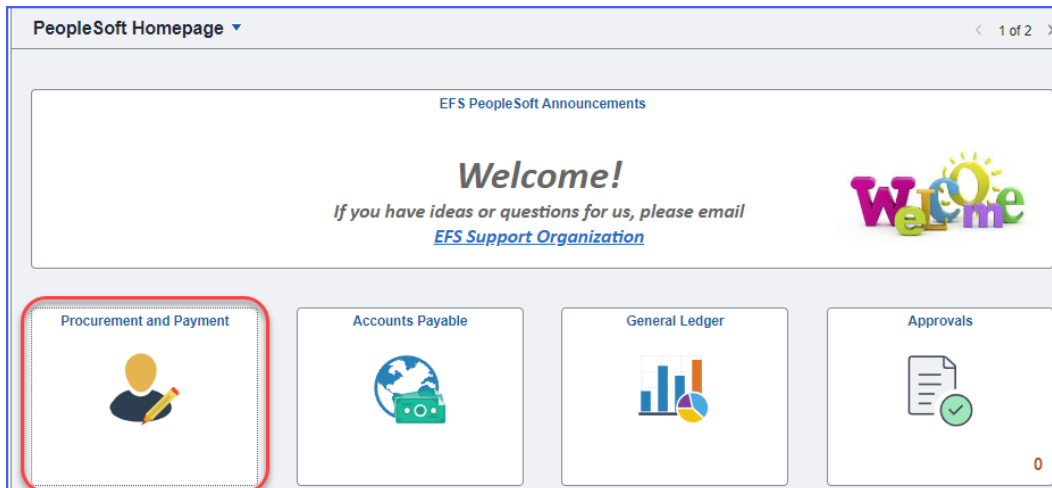 PeopleSoft Homepage
1 of 2
EFS PeopleSoft Announcements
Welcome!
WELCOme
If you have ideas or questions for us, please email
EFS Support Organization
Procurement and Payment
Accounts Payable
General Ledger
Approvals
0